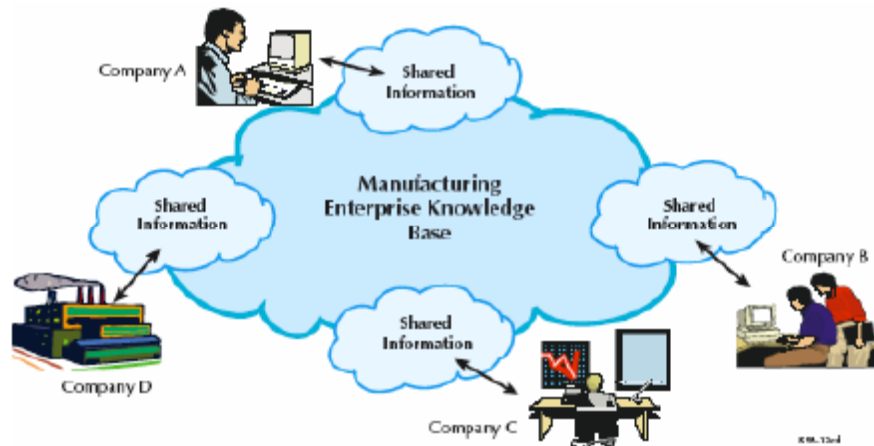 Company A
Shared
Information
Manufacturing
Enterprise Knowledge
Base
Shared
Information
Shared
Information
Company B
Shared
Information
Company D
Company C